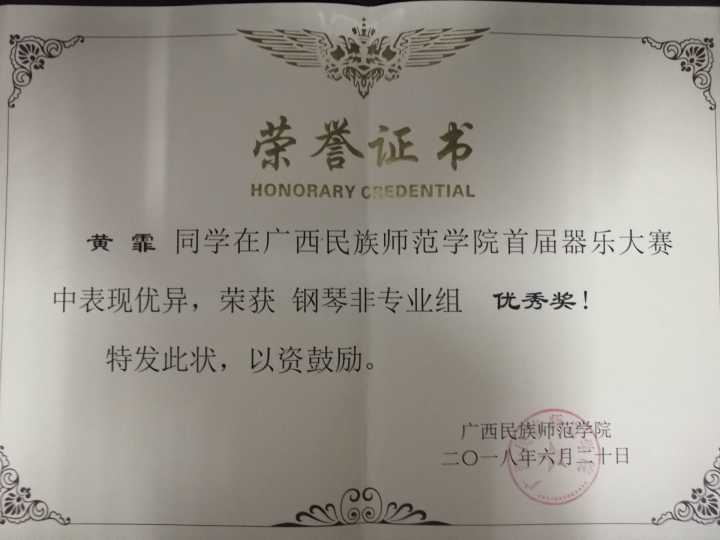 荣誉证书
HONORARY CREDENTIAL
黄霏 同学在广西民族师范学院首届器乐大赛
中表现优异，荣获 钢琴非专业组 优秀奖！
特发此状，以资鼓励。
广西民族师范学院
二〇一八年六月二十日